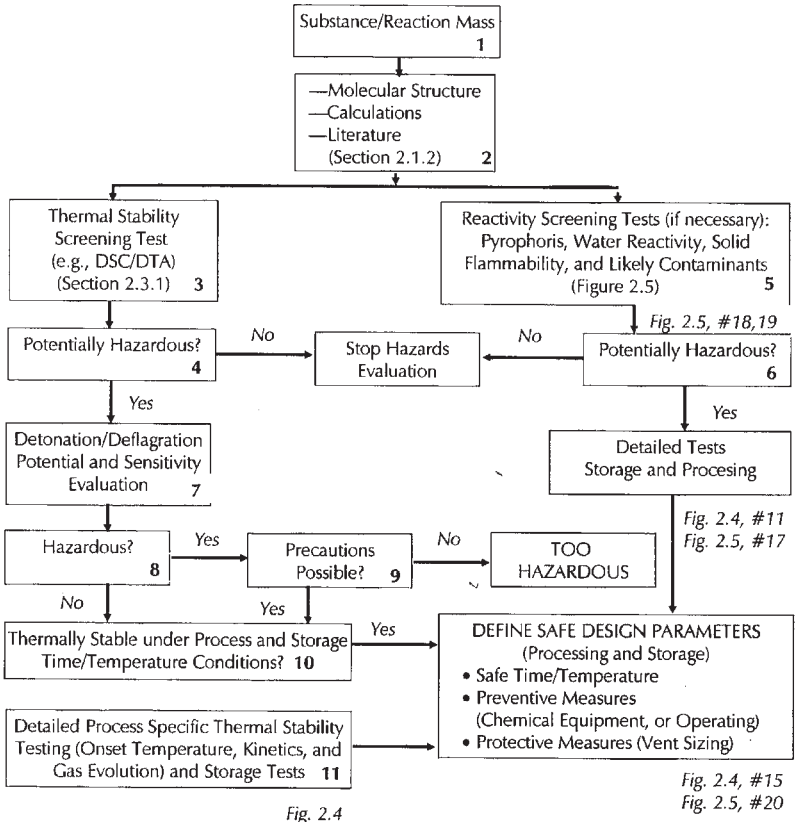 Substance/Reaction Mass
1
—Molecular Structure
—Calculations
—Literature
(Section 2.1.2) 2
Thermal Stability
Screening Test
(e.g., DSC/DTA)
(Section 2.3.1) 3
Reactivity Screening Tests (if necessary):
Pyrophoris, Water Reactivity, Solid
Flammability, and Likely Contaminants
(Figure 2.5) 5
Fig. 2.5, #18,19
Potentially Hazardous?
4
No
Stop Hazards
Evaluation
No
Potentially Hazardous?
6
Yes
Yes
Detonation/Deflagration
Potential and Sensitivity
Evaluation 7
Detailed Tests
Storage and Procesing
Fig. 2.4, #11
Fig. 2.5, #17
Hazardous?
8
Yes
Precautions
Possible? 9
No
TOO
HAZARDOUS
No
Yes
Thermally Stable under Process and Storage
Time/Temperature Conditions? 10
Yes
DEFINE SAFE DESIGN PARAMETERS
(Processing and Storage)
• Safe Time/Temperature
• Preventive Measures
(Chemical Equipment, or Operating)
• Protective Measures (Vent Sizing)
Detailed Process Specific Thermal Stability
Testing (Onset Temperature, Kinetics, and
Gas Evolution) and Storage Tests 11
Fig. 2.4
Fig. 2.4, #15
Fig. 2.5, #20